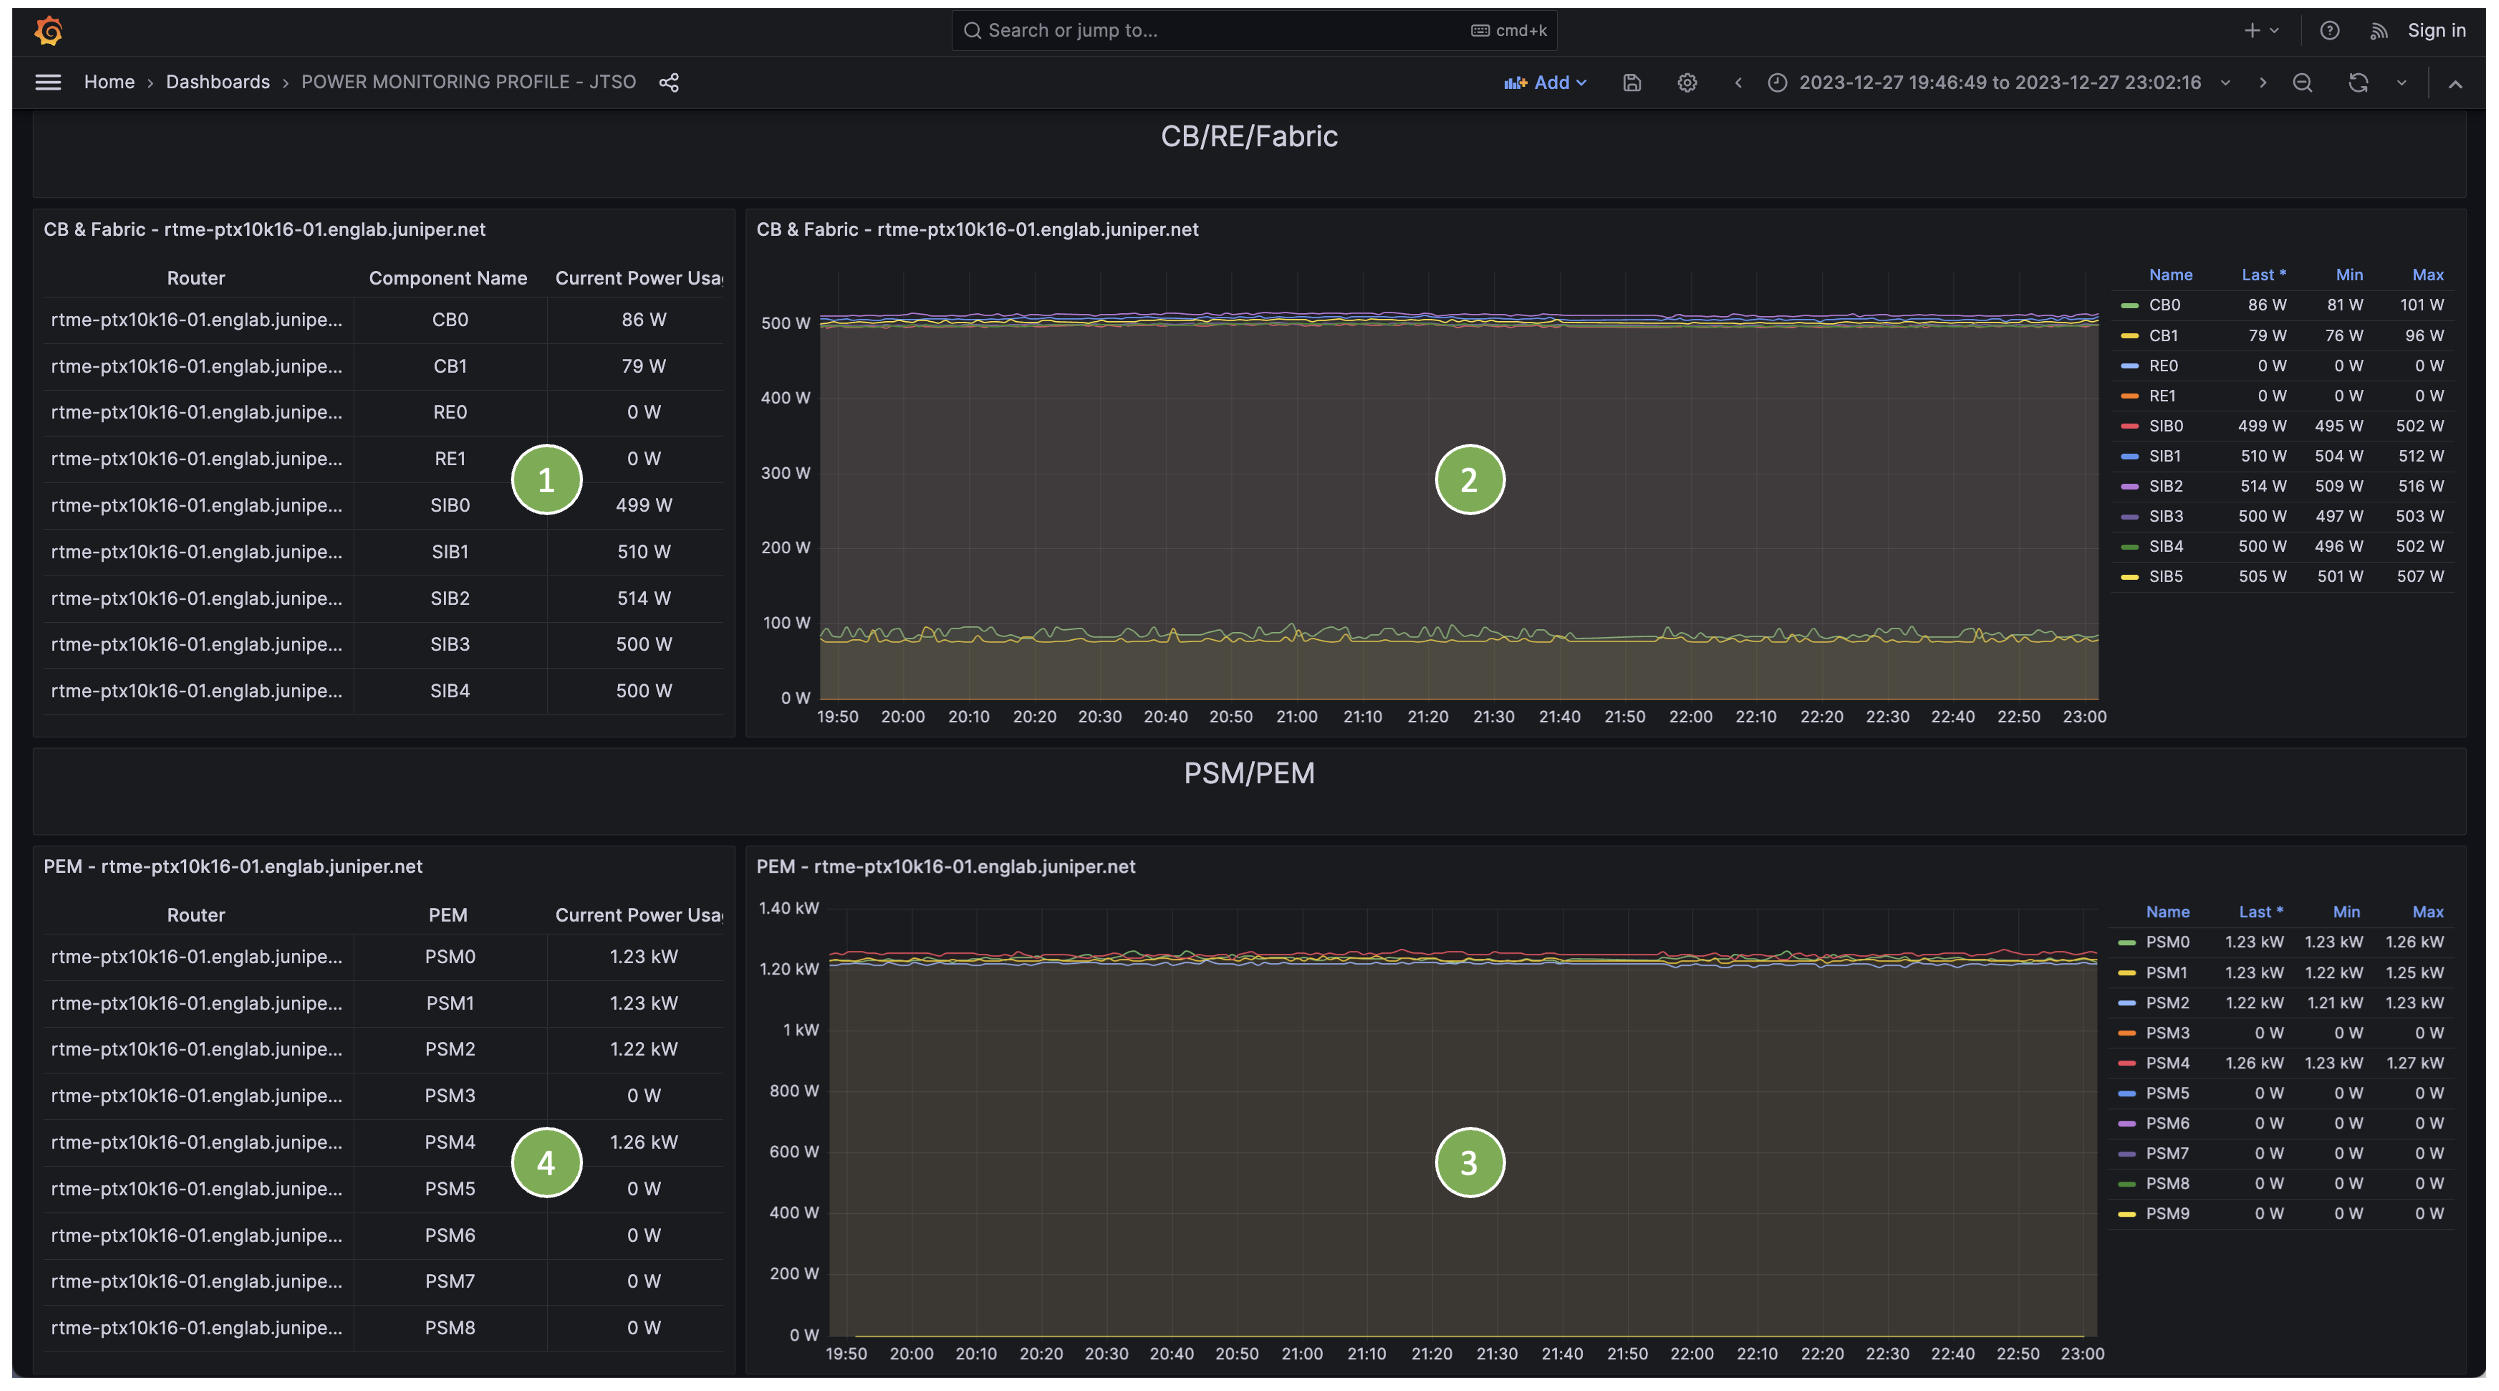 Search or jump to...
cmd+k
Sign in
Home › Dashboards › POWER MONITORING PROFILE - JTSO
Add
2023-12-27 19:46:49 to 2023-12-27 23:02:16
CB/RE/Fabric
CB & Fabric - rtme-ptx10k16-01.englab.juniper.net
Router Component Name Current Power Usa
rtme-ptx10k16-01.englab.junipe... CB0 86 W
rtme-ptx10k16-01.englab.junipe... CB1 79 W
rtme-ptx10k16-01.englab.junipe... RE0 0 W
rtme-ptx10k16-01.englab.junipe... RE1 0 W
rtme-ptx10k16-01.englab.junipe... SIB0 499 W
rtme-ptx10k16-01.englab.junipe... SIB1 510 W
rtme-ptx10k16-01.englab.junipe... SIB2 514 W
rtme-ptx10k16-01.englab.junipe... SIB3 500 W
rtme-ptx10k16-01.englab.junipe... SIB4 500 W
1
CB & Fabric - rtme-ptx10k16-01.englab.juniper.net
500 W
400 W
300 W
200 W
100 W
0 W
19:50 20:00 20:10 20:20 20:30 20:40 20:50 21:00 21:10 21:20 21:30 21:40 21:50 22:00 22:10 22:20 22:30 22:40 22:50 23:00
2
Name Last * Min Max
CB0 86 W 81 W 101 W
CB1 79 W 76 W 96 W
RE0 0 W 0 W 0 W
RE1 0 W 0 W 0 W
SIB0 499 W 495 W 502 W
SIB1 510 W 504 W 512 W
SIB2 514 W 509 W 516 W
SIB3 500 W 497 W 503 W
SIB4 500 W 496 W 502 W
SIB5 505 W 501 W 507 W
PSM/PEM
PEM - rtme-ptx10k16-01.englab.juniper.net
Router PEM Current Power Usa
rtme-ptx10k16-01.englab.junipe... PSM0 1.23 kW
rtme-ptx10k16-01.englab.junipe... PSM1 1.23 kW
rtme-ptx10k16-01.englab.junipe... PSM2 1.22 kW
rtme-ptx10k16-01.englab.junipe... PSM3 0 W
rtme-ptx10k16-01.englab.junipe... PSM4 1.26 kW
rtme-ptx10k16-01.englab.junipe... PSM5 0 W
rtme-ptx10k16-01.englab.junipe... PSM6 0 W
rtme-ptx10k16-01.englab.junipe... PSM7 0 W
rtme-ptx10k16-01.englab.junipe... PSM8 0 W
4
PEM - rtme-ptx10k16-01.englab.juniper.net
1.40 kW
1.20 kW
1 kW
800 W
600 W
400 W
200 W
0 W
19:50 20:00 20:10 20:20 20:30 20:40 20:50 21:00 21:10 21:20 21:30 21:40 21:50 22:00 22:10 22:20 22:30 22:40 22:50 23:00
3
Name Last * Min Max
PSM0 1.23 kW 1.23 kW 1.26 kW
PSM1 1.23 kW 1.22 kW 1.25 kW
PSM2 1.22 kW 1.21 kW 1.23 kW
PSM3 0 W 0 W 0 W
PSM4 1.26 kW 1.23 kW 1.27 kW
PSM5 0 W 0 W 0 W
PSM6 0 W 0 W 0 W
PSM7 0 W 0 W 0 W
PSM8 0 W 0 W 0 W
PSM9 0 W 0 W 0 W